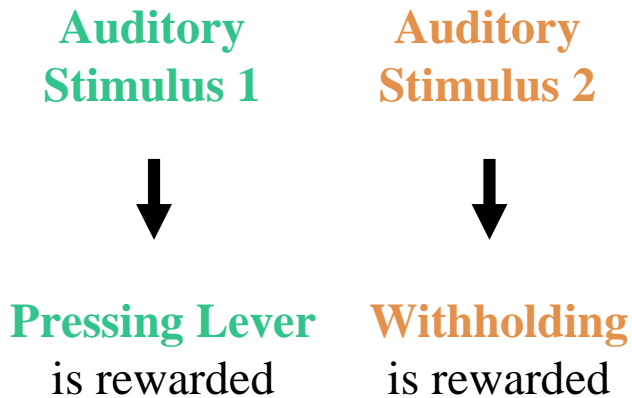 Auditory
Stimulus 1
Auditory
Stimulus 2
Pressing Lever
is rewarded
Withholding
is rewarded